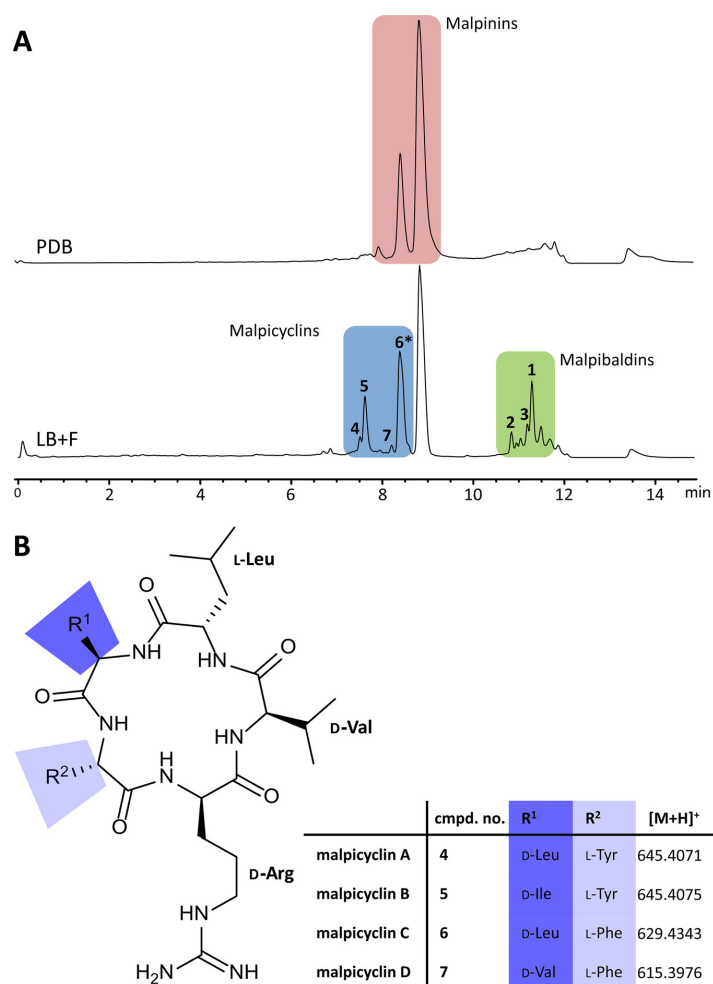 A
Malpinins
PDB
Malpicyclins
Malpibaldins
6*
1
5
3
4
7
2
LB+F
0 2 4 6 8 10 12 14 min
B
L-Leu
O
O
R¹
NH
HN
O
O
D-Val
NH
NH
R²
H
N
O
O
D-Arg
HN
H₂N
NH
cmpd. no. R¹ R² [M+H]⁺
malpicyclin A 4 D-Leu L-Tyr 645.4071
malpicyclin B 5 D-Ile L-Tyr 645.4075
malpicyclin C 6 D-Leu L-Phe 629.4343
malpicyclin D 7 D-Val L-Phe 615.3976